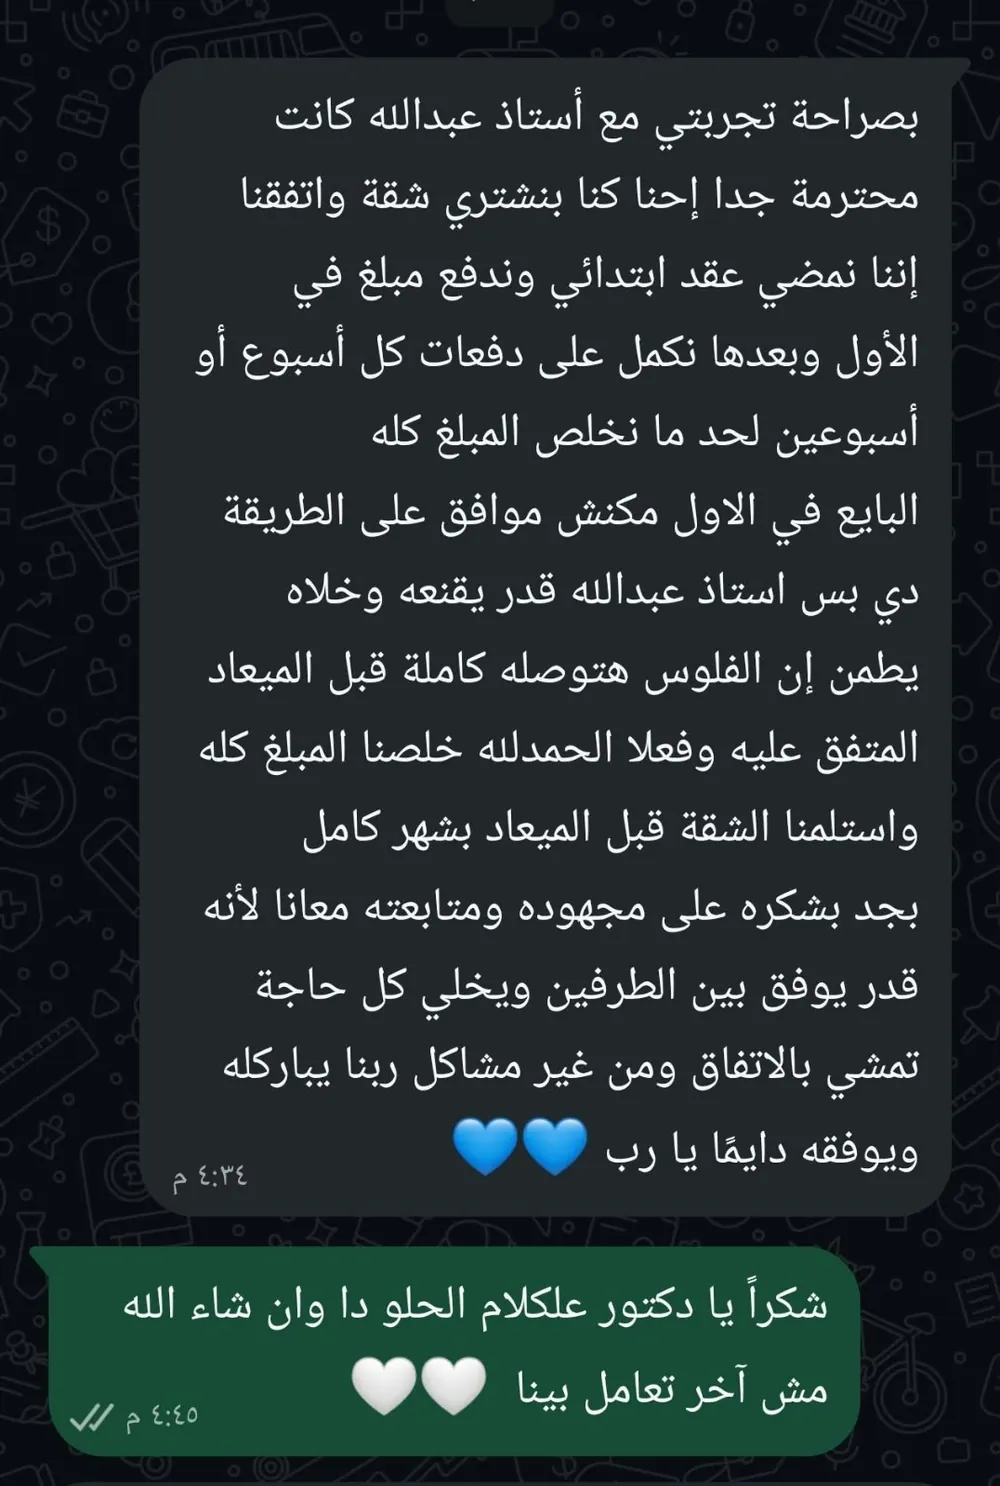 بصراحة تجربتي مع أستاذ عبدالله كانت
محترمة جدا إحنا كنا بنشتري شقة واتفقنا
إننا نمضي عقد ابتدائي وندفع مبلغ في
الأول وبعدها نكمل على دفعات كل أسبوع أو
أسبوعين لحد ما نخلص المبلغ كله
البايع في الاول مكنش موافق على الطريقة
دي بس استاذ عبدالله قدر يقنعه وخلاه
يطمن إن الفلوس هتوصله كاملة قبل الميعاد
المتفق عليه وفعلا الحمدلله خلصنا المبلغ كله
واستلمنا الشقة قبل الميعاد بشهر كامل
بجد بشكره على مجهوده ومتابعته معانا لأنه
قدر يوفق بين الطرفين ويخلي كل حاجة
تمشي بالاتفاق ومن غير مشاكل ربنا يباركله
ويوفقه دايمًا يا رب 💙💙
٤:٣٤ م
شكراً يا دكتور علكلام الحلو دا وان شاء الله
مش آخر تعامل بينا 🤍🤍
٤:٤٥ م